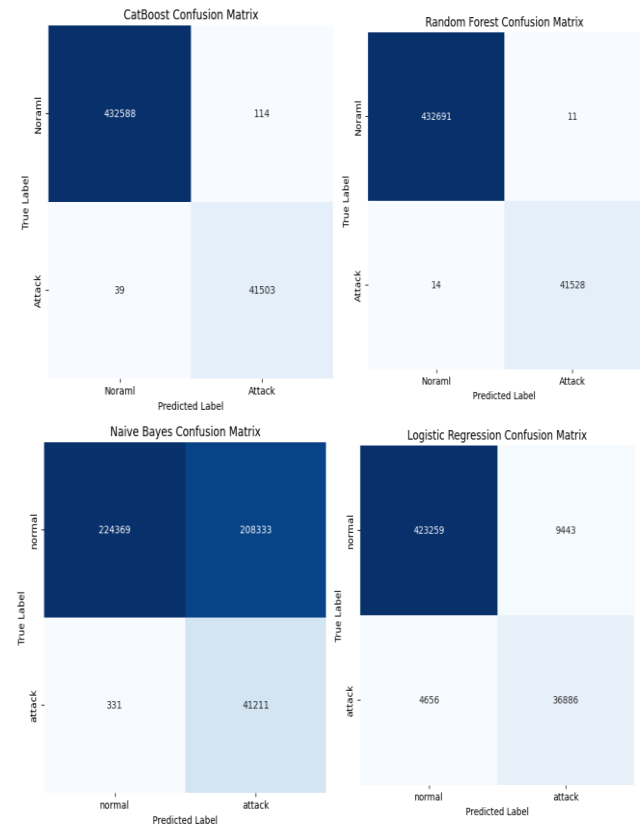 CatBoost Confusion Matrix
Noraml
432588
114
True Label
Attack
39
41503
Noraml
Attack
Predicted Label
Random Forest Confusion Matrix
Noraml
432691
11
True Label
Attack
14
41528
Noraml
Attack
Predicted Label
Naive Bayes Confusion Matrix
normal
224369
208333
True Label
attack
331
41211
normal
attack
Predicted Label
Logistic Regression Confusion Matrix
normal
423259
9443
True Label
attack
4656
36886
normal
attack
Predicted Label